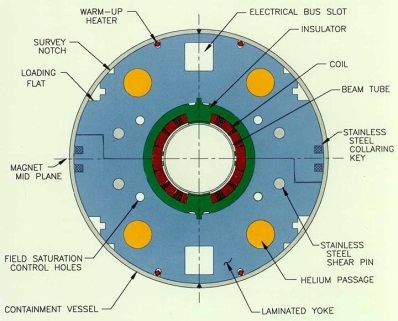 WARM-UP
HEATER
ELECTRICAL BUS SLOT
INSULATOR
SURVEY
NOTCH
LOADING
FLAT
COIL
BEAM TUBE
STAINLESS
STEEL
COLLARING
KEY
MAGNET
MID PLANE
FIELD SATURATION
CONTROL HOLES
STAINLESS
STEEL
SHEAR PIN
HELIUM PASSAGE
CONTAINMENT VESSEL
LAMINATED YOKE